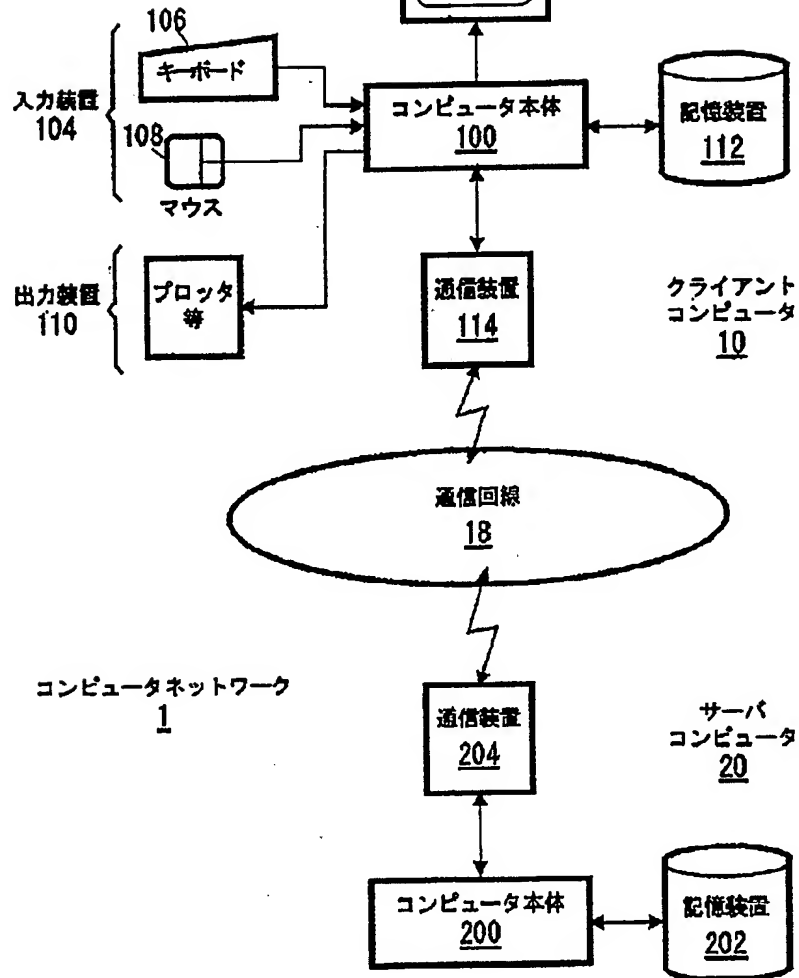 106
キーボード
入力装置
104
108
マウス
コンピュータ本体
100
記憶装置
112
出力装置
110
プロッタ
等
通信装置
114
クライアント
コンピュータ
10
通信回線
18
コンピュータネットワーク
1
通信装置
204
サーバ
コンピュータ
20
コンピュータ本体
200
記憶装置
202